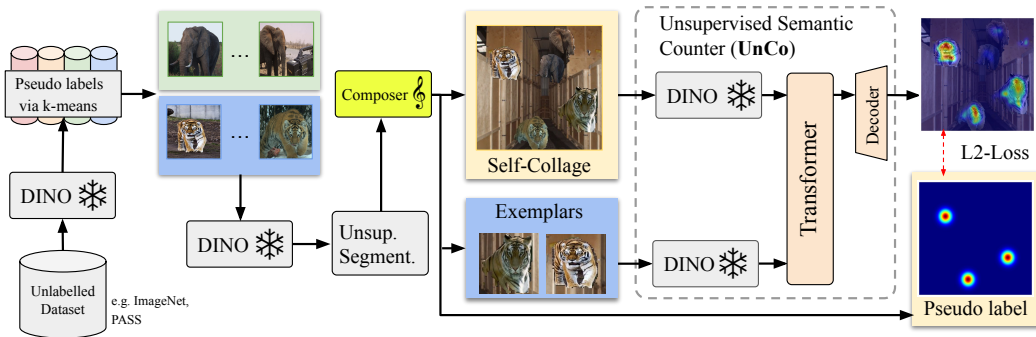 Pseudo labels
via k-means
DINO
Unlabelled
Dataset
e.g. ImageNet,
PASS
...
...
DINO
Unsup.
Segment.
Composer
Self-Collage
Exemplars
Unsupervised Semantic
Counter (UnCo)
DINO
DINO
Transformer
Decoder
L2-Loss
Pseudo label